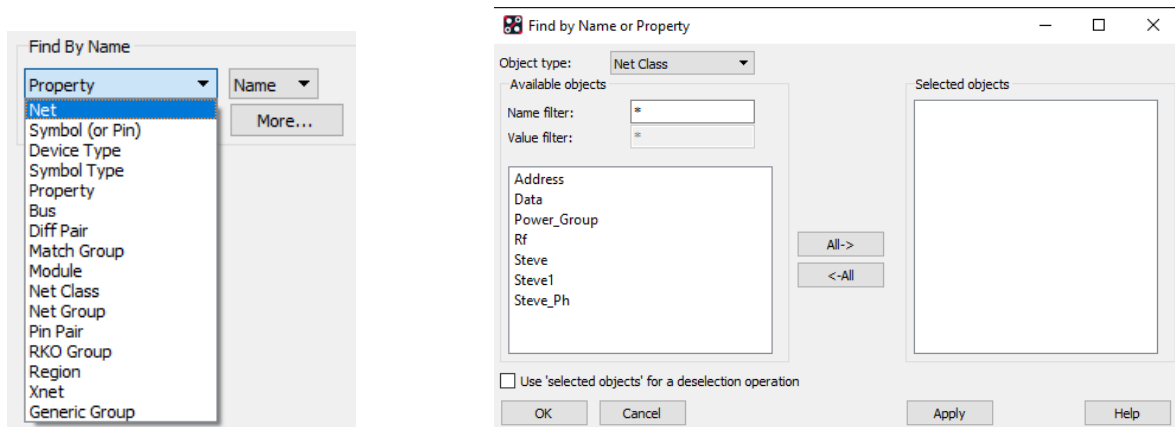 Find By Name
Property Name
Net
More...
Symbol (or Pin)
Device Type
Symbol Type
Property
Bus
Diff Pair
Match Group
Module
Net Class
Net Group
Pin Pair
RKO Group
Region
Xnet
Generic Group
Find by Name or Property
Object type: Net Class
Available objects
Name filter: *
Value filter: *
Address
Data
Power_Group
Rf
Steve
Steve1
Steve_Ph
All->
<-All
Selected objects
Use 'selected objects' for a deselection operation
OK Cancel Apply Help